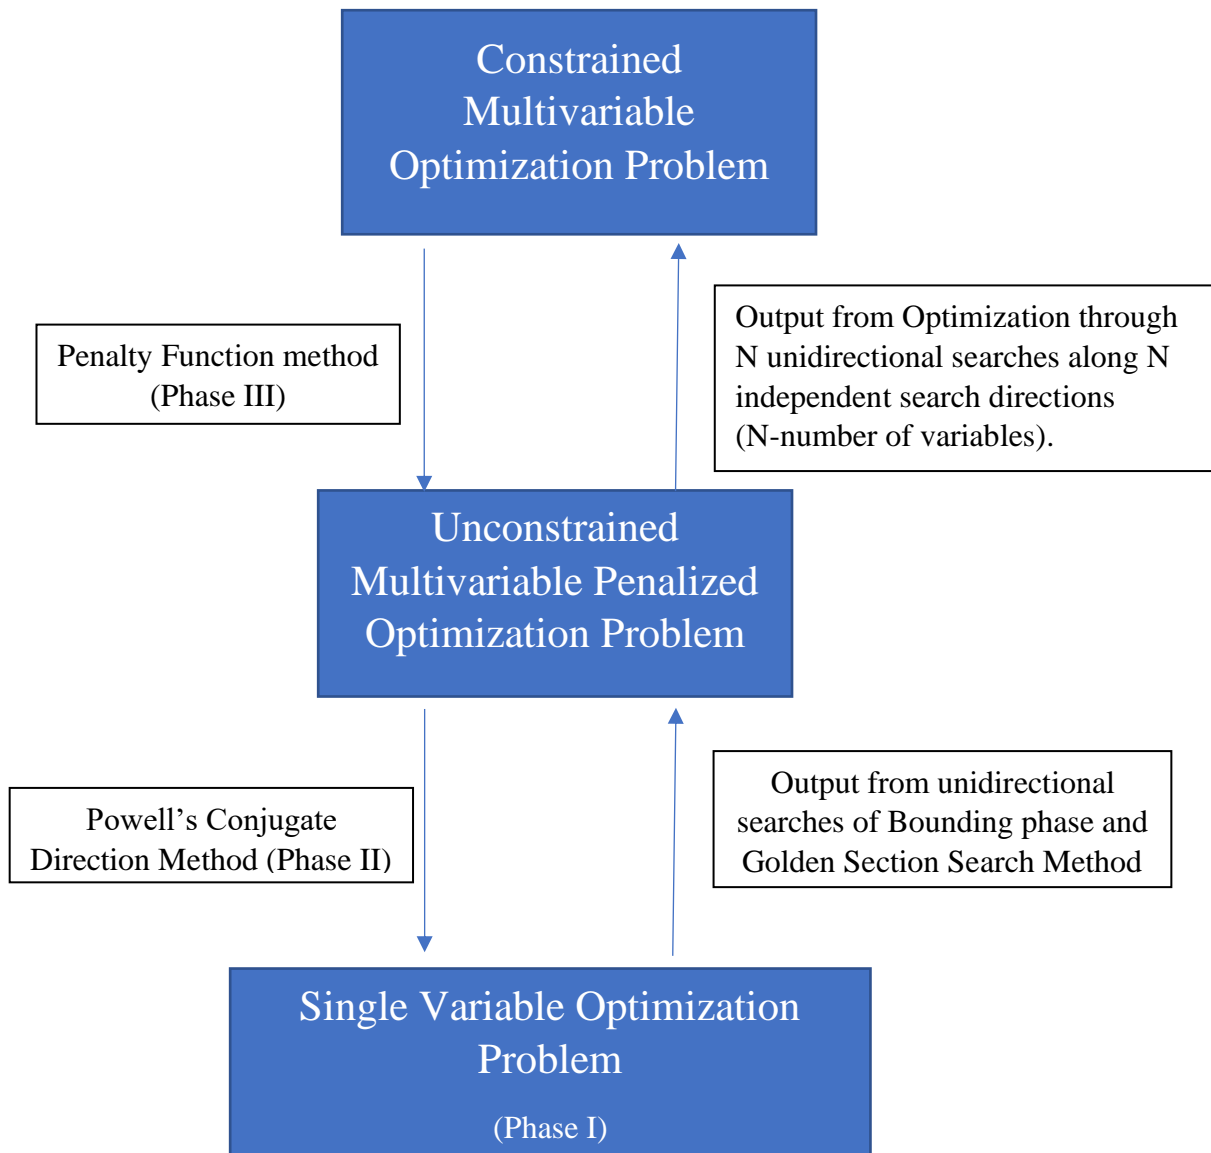 Constrained
Multivariable
Optimization Problem
Penalty Function method
(Phase III)
Output from Optimization through
N unidirectional searches along N
independent search directions
(N-number of variables).
Unconstrained
Multivariable Penalized
Optimization Problem
Powell’s Conjugate
Direction Method (Phase II)
Output from unidirectional
searches of Bounding phase and
Golden Section Search Method
Single Variable Optimization
Problem
(Phase I)